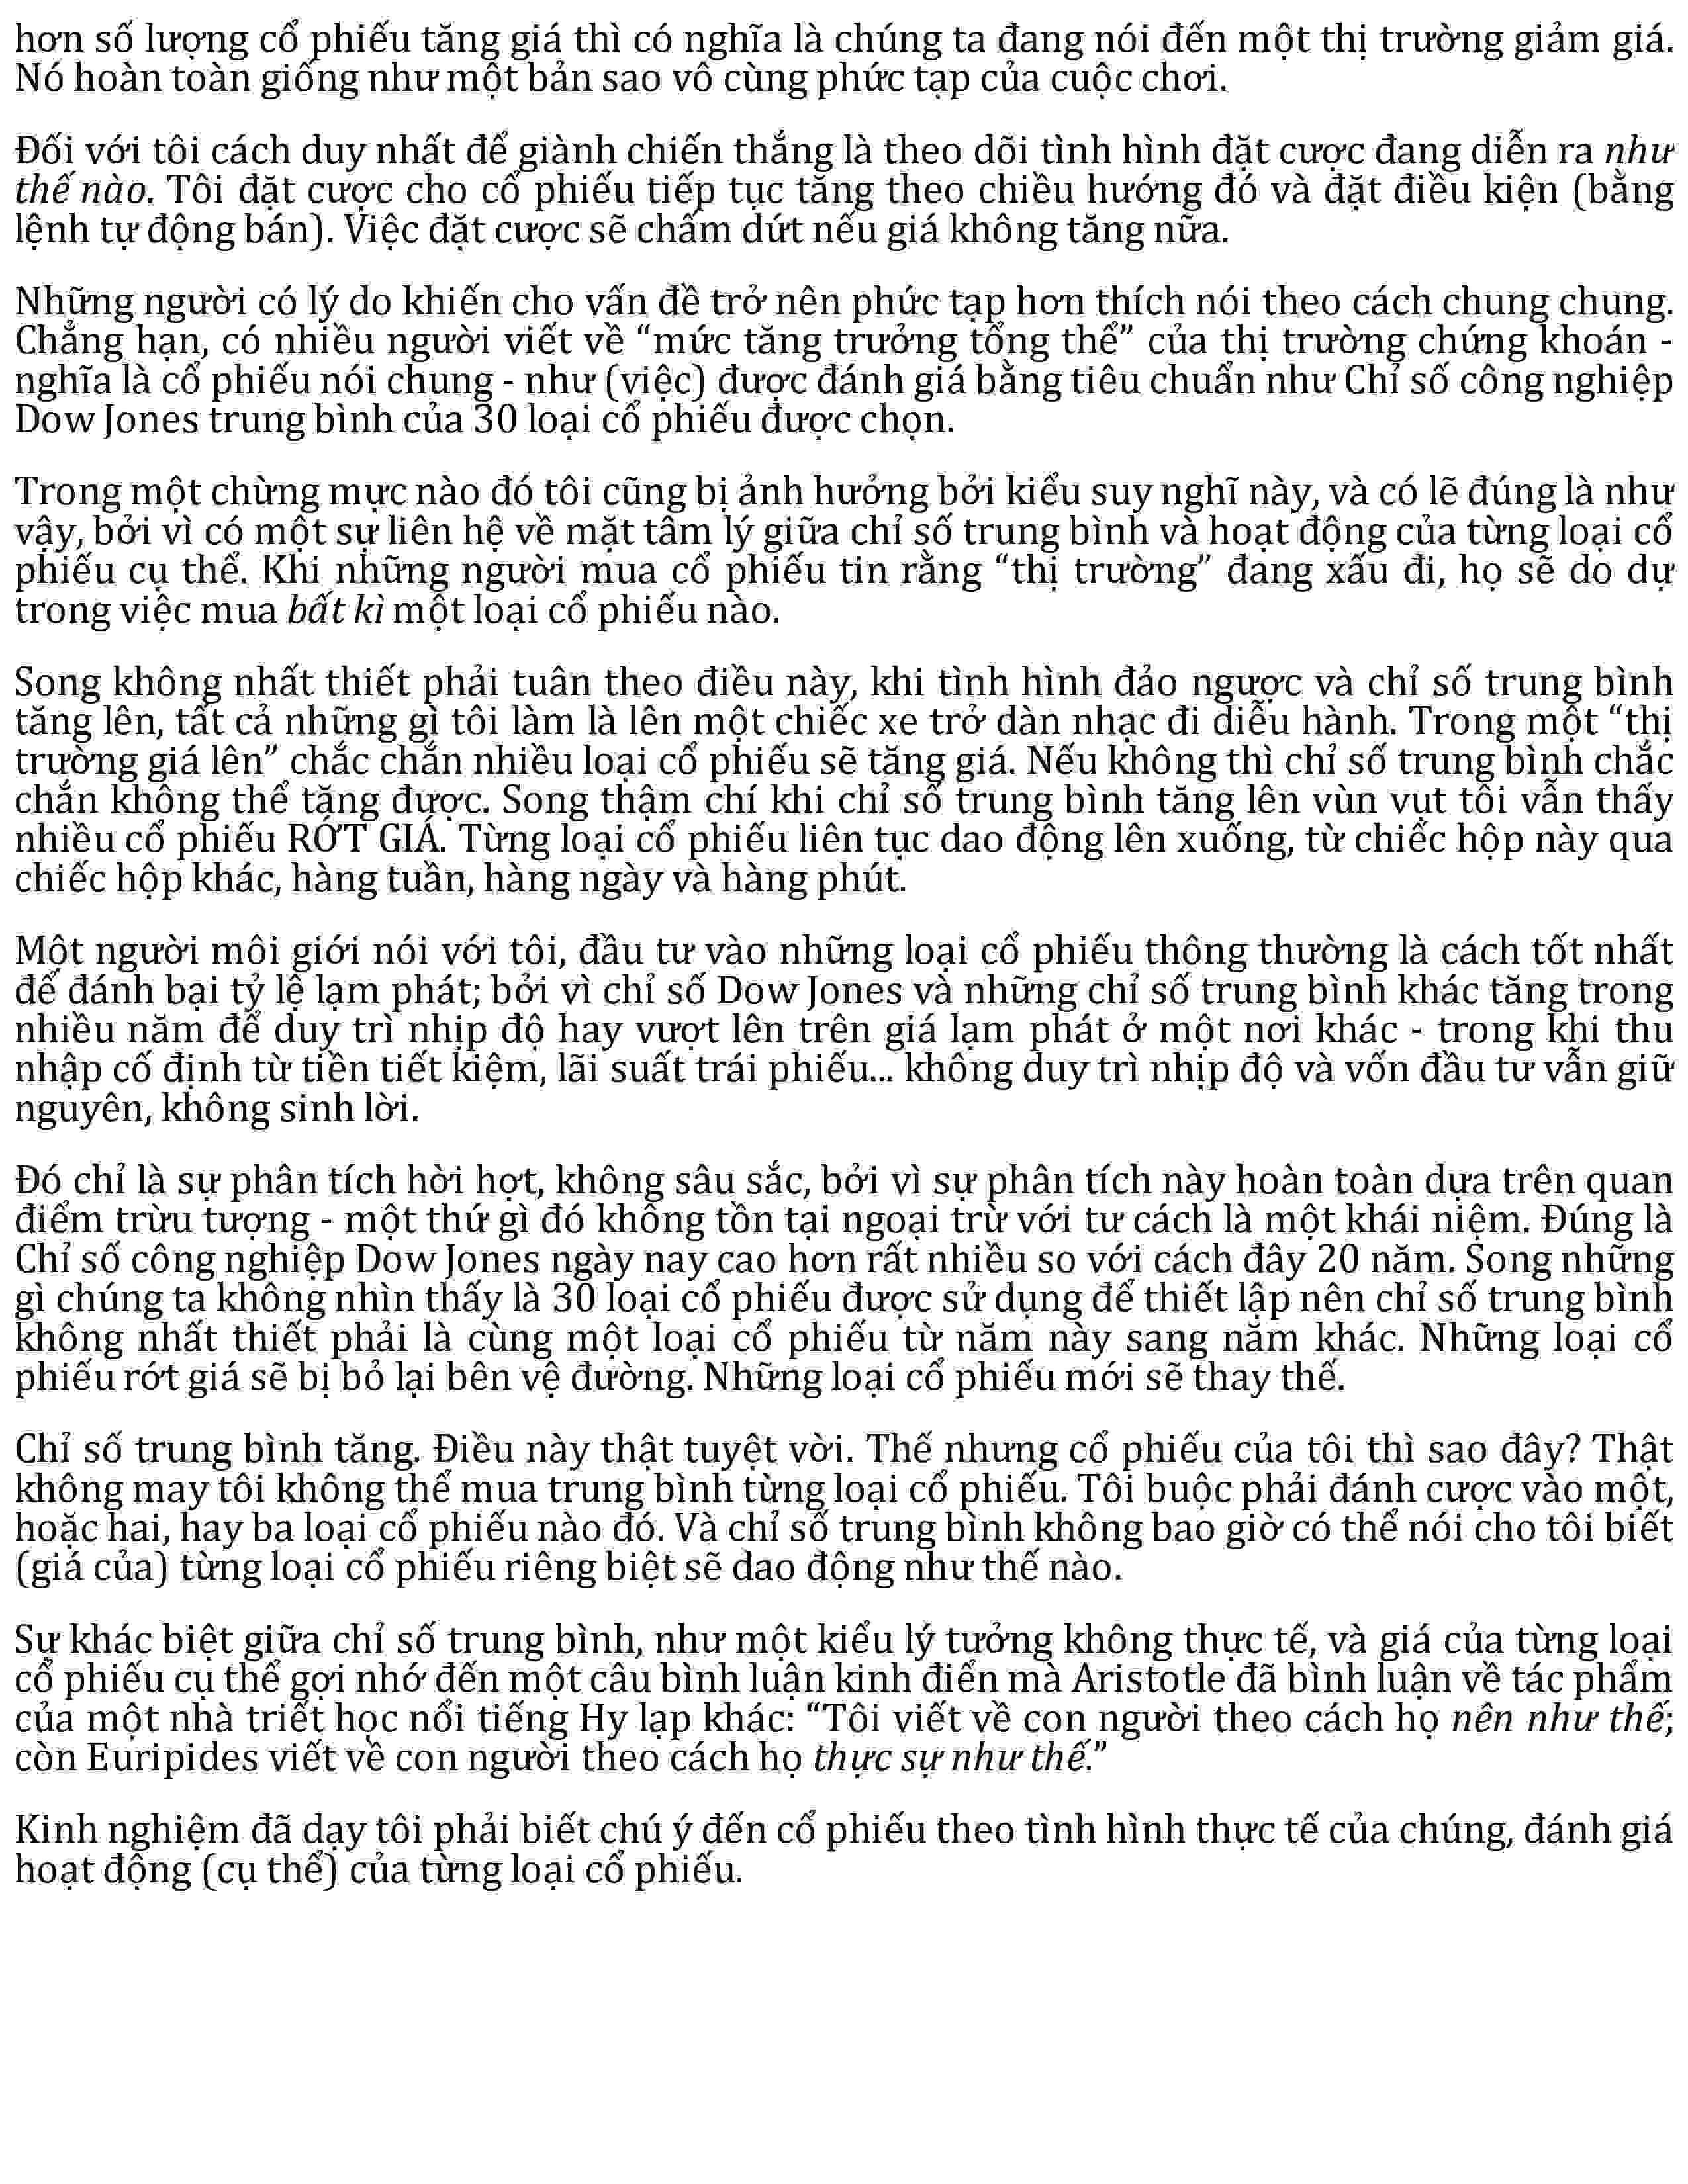 hơn số lượng cổ phiếu tăng giá thì có nghĩa là chúng ta đang nói đến một thị trường giảm giá.
Nó hoàn toàn giống như một bản sao vô cùng phức tạp của cuộc chơi.
Đối với tôi cách duy nhất để giành chiến thắng là theo dõi tình hình đặt cược đang diễn ra như
thế nào. Tôi đặt cược cho cổ phiếu tiếp tục tăng theo chiều hướng đó và đặt điều kiện (bằng
lệnh tự động bán). Việc đặt cược sẽ chấm dứt nếu giá không tăng nữa.
Những người có lý do khiến cho vấn đề trở nên phức tạp hơn thích nói theo cách chung chung.
Chẳng hạn, có nhiều người viết về “mức tăng trưởng tổng thể” của thị trường chứng khoán -
nghĩa là cổ phiếu nói chung - như (việc) được đánh giá bằng tiêu chuẩn như Chỉ số công nghiệp
Dow Jones trung bình của 30 loại cổ phiếu được chọn.
Trong một chừng mực nào đó tôi cũng bị ảnh hưởng bởi kiểu suy nghĩ này, và có lẽ đúng là như
vậy, bởi vì có một sự liên hệ về mặt tâm lý giữa chỉ số trung bình và hoạt động của từng loại cổ
phiếu cụ thể. Khi những người mua cổ phiếu tin rằng “thị trường” đang xấu đi, họ sẽ do dự
trong việc mua bất kì một loại cổ phiếu nào.
Song không nhất thiết phải tuân theo điều này, khi tình hình đảo ngược và chỉ số trung bình
tăng lên, tất cả những gì tôi làm là lên một chiếc xe trở dàn nhạc đi diễu hành. Trong một “thị
trường giá lên” chắc chắn nhiều loại cổ phiếu sẽ tăng giá. Nếu không thì chỉ số trung bình chắc
chắn không thể tăng được. Song thậm chí khi chỉ số trung bình tăng lên vùn vụt tôi vẫn thấy
nhiều cổ phiếu RỚT GIÁ. Từng loại cổ phiếu liên tục dao động lên xuống, từ chiếc hộp này qua
chiếc hộp khác, hàng tuần, hàng ngày và hàng phút.
Một người môi giới nói với tôi, đầu tư vào những loại cổ phiếu thông thường là cách tốt nhất
để đánh bại tỷ lệ lạm phát; bởi vì chỉ số Dow Jones và những chỉ số trung bình khác tăng trong
nhiều năm để duy trì nhịp độ hay vượt lên trên giá lạm phát ở một nơi khác - trong khi thu
nhập cố định từ tiền tiết kiệm, lãi suất trái phiếu... không duy trì nhịp độ và vốn đầu tư vẫn giữ
nguyên, không sinh lời.
Đó chỉ là sự phân tích hời hợt, không sâu sắc, bởi vì sự phân tích này hoàn toàn dựa trên quan
điểm trừu tượng - một thứ gì đó không tồn tại ngoại trừ với tư cách là một khái niệm. Đúng là
Chỉ số công nghiệp Dow Jones ngày nay cao hơn rất nhiều so với cách đây 20 năm. Song những
gì chúng ta không nhìn thấy là 30 loại cổ phiếu được sử dụng để thiết lập nên chỉ số trung bình
không nhất thiết phải là cùng một loại cổ phiếu từ năm này sang năm khác. Những loại cổ
phiếu rớt giá sẽ bị bỏ lại bên vệ đường. Những loại cổ phiếu mới sẽ thay thế.
Chỉ số trung bình tăng. Điều này thật tuyệt vời. Thế nhưng cổ phiếu của tôi thì sao đây? Thật
không may tôi không thể mua trung bình từng loại cổ phiếu. Tôi buộc phải đánh cược vào một,
hoặc hai, hay ba loại cổ phiếu nào đó. Và chỉ số trung bình không bao giờ có thể nói cho tôi biết
(giá của) từng loại cổ phiếu riêng biệt sẽ dao động như thế nào.
Sự khác biệt giữa chỉ số trung bình, như một kiểu lý tưởng không thực tế, và giá của từng loại
cổ phiếu cụ thể gợi nhớ đến một câu bình luận kinh điển mà Aristotle đã bình luận về tác phẩm
của một nhà triết học nổi tiếng Hy lạp khác: “Tôi viết về con người theo cách họ nên như thế;
còn Euripides viết về con người theo cách họ thực sự như thế.”
Kinh nghiệm đã dạy tôi phải biết chú ý đến cổ phiếu theo tình hình thực tế của chúng, đánh giá
hoạt động (cụ thể) của từng loại cổ phiếu.